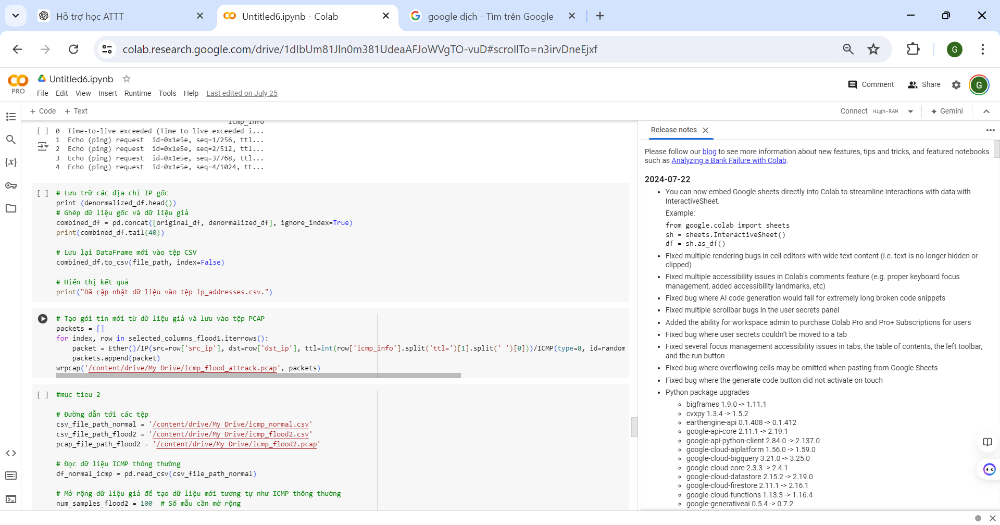 Hỗ trợ học ATTT
Untitled6.ipynb - Colab
google dịch - Tìm trên Google
colab.research.google.com/drive/1dIbUm81Jln0m381UdeaAFJoWVgTO-vuD#scrollTo=n3irvDneEjxf
G
PRO
Untitled6.ipynb
File Edit View Insert Runtime Tools Help Last edited on July 25
Comment
Share
G
+ Code + Text
Connect High-RAM
Gemini
icmp_info
[ ] 0 Time-to-live exceeded (Time to live exceeded i...
1 Echo (ping) request id=0x1e5e, seq=1/256, ttl...
2 Echo (ping) request id=0x1e5e, seq=2/512, ttl...
3 Echo (ping) request id=0x1e5e, seq=3/768, ttl...
4 Echo (ping) request id=0x1e5e, seq=4/1024, tt...
[ ] # Lưu trữ các địa chỉ IP gốc
print (denormalized_df.head())
# Ghép dữ liệu gốc và dữ liệu giả
combined_df = pd.concat([original_df, denormalized_df], ignore_index=True)
print(combined_df.tail(40))
# Lưu lại DataFrame mới vào tệp CSV
combined_df.to_csv(file_path, index=False)
# Hiển thị kết quả
print("Đã cập nhật dữ liệu vào tệp ip_addresses.csv.")
# Tạo gói tin mới từ dữ liệu giả và lưu vào tệp PCAP
packets = []
for index, row in selected_columns_flood1.iterrows():
packet = Ether()/IP(src=row['src_ip'], dst=row['dst_ip'], ttl=int(row['icmp_info'].split('ttl=')[1].split(' ')[0]))/ICMP(type=8, id=random
packets.append(packet)
wrpcap('/content/drive/My Drive/icmp_flood_attrack.pcap', packets)
[ ] #muc tieu 2
# Đường dẫn tới các tệp
csv_file_path_normal = '/content/drive/My Drive/icmp_normal.csv'
csv_file_path_flood2 = '/content/drive/My Drive/icmp_flood2.csv'
pcap_file_path_flood2 = '/content/drive/My Drive/icmp_flood2.pcap'
# Đọc dữ liệu ICMP thông thường
df_normal_icmp = pd.read_csv(csv_file_path_normal)
# Mở rộng dữ liệu giả để tạo dữ liệu mới tương tự như ICMP thông thường
num_samples_flood2 = 100 # Số mẫu cần mở rộng
Release notes
Please follow our blog to see more information about new features, tips and tricks, and featured notebooks
such as Analyzing a Bank Failure with Colab.
2024-07-22
• You can now embed Google sheets directly into Colab to streamline interactions with data with
InteractiveSheet.
Example:
from google.colab import sheets
sh = sheets.InteractiveSheet()
df = sh.as_df()
• Fixed multiple rendering bugs in cell editors with wide text content (i.e. text is no longer hidden or
clipped)
• Fixed multiple accessibility issues in Colab's comments feature (e.g. proper keyboard focus
management, added accessibility landmarks, etc)
• Fixed bug where AI code generation would fail for extremely long broken code snippets
• Fixed multiple scrollbar bugs in the user secrets panel
• Added the ability for workspace admin to purchase Colab Pro and Pro+ Subscriptions for users
• Fixed bug where user secrets couldn't be moved to a tab
• Fixed several focus management accessibility issues in tabs, the table of contents, the left toolbar,
and the run button
• Fixed bug where overflowing cells may be omitted when pasting from Google Sheets
• Fixed bug where the generate code button did not activate on touch
• Python package upgrades
bigframes 1.9.0 -> 1.11.1
cvxpy 1.3.4 -> 1.5.2
earthengine-api 0.1.408 -> 0.1.412
google-api-core 2.11.1 -> 2.19.1
google-api-python-client 2.84.0 -> 2.137.0
google-cloud-aiplatform 1.56.0 -> 1.59.0
google-cloud-bigquery 3.21.0 -> 3.25.0
google-cloud-core 2.3.3 -> 2.4.1
google-cloud-datastore 2.15.2 -> 2.19.0
google-cloud-firestore 2.11.1 -> 2.16.1
google-cloud-functions 1.13.3 -> 1.16.4
google-generativeai 0.5.4 -> 0.7.2